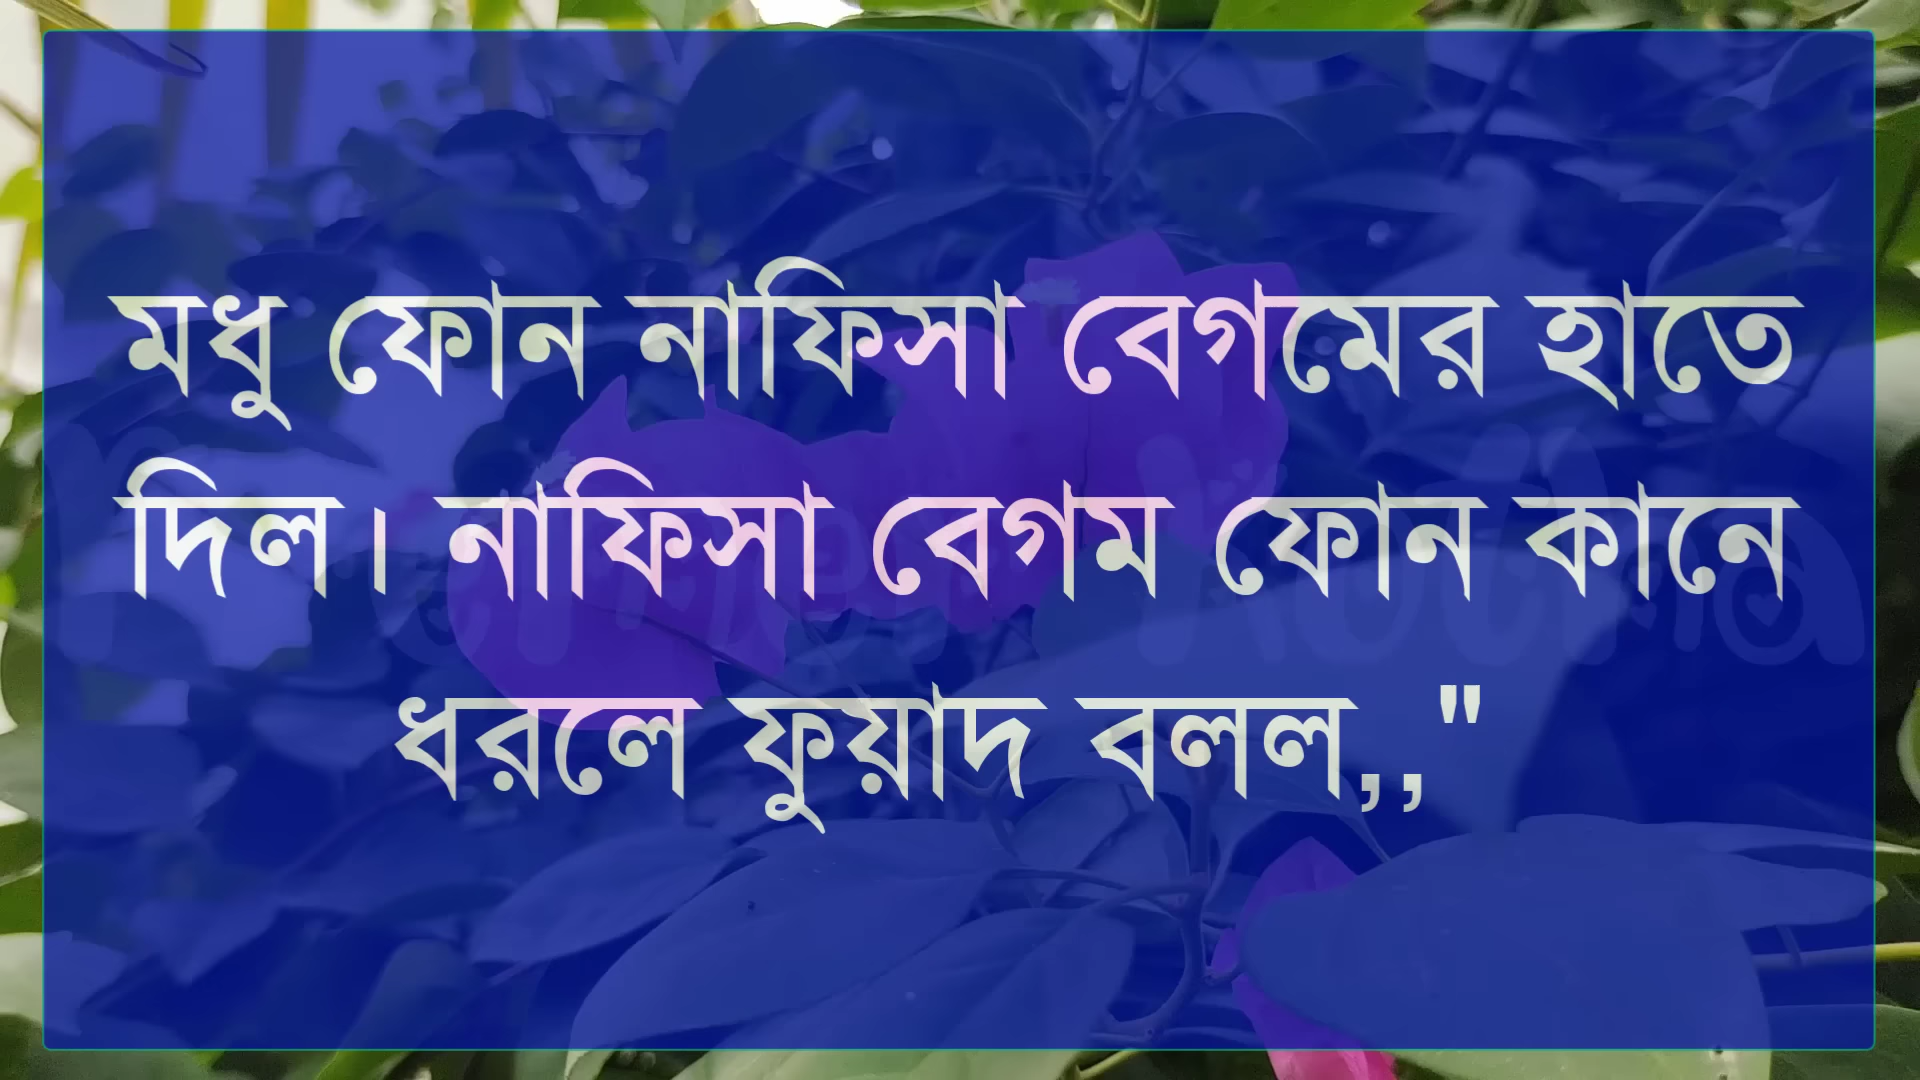 মধু ফোন নাফিসা বেগমের হাতে
দিল। নাফিসা বেগম ফোন কানে
ধরলে ফুয়াদ বলল,,"